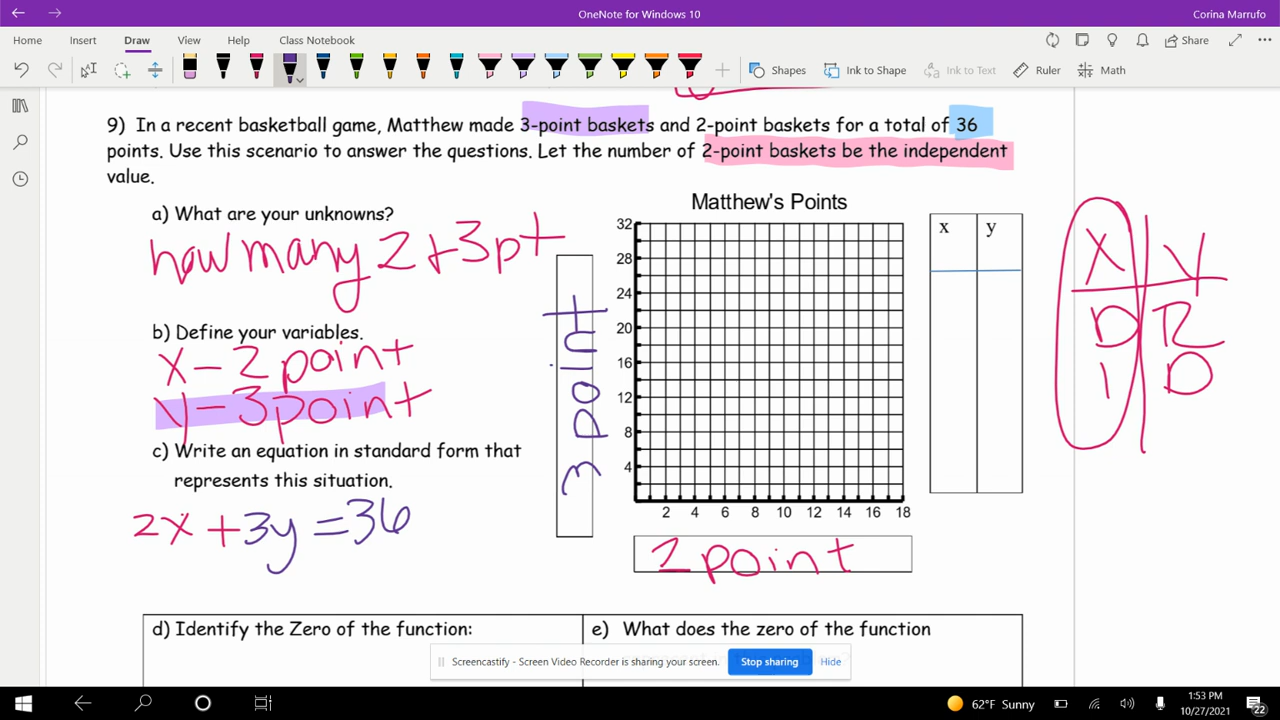 OneNote for Windows 10
Corina Marrufo
Home Insert Draw View Help Class Notebook
Share
Shapes Ink to Shape Ink to Text Ruler Math
9) In a recent basketball game, Matthew made 3-point baskets and 2-point baskets for a total of 36
points. Use this scenario to answer the questions. Let the number of 2-point baskets be the independent
value.
a) What are your unknowns?
how many 2 + 3pt
b) Define your variables.
x - 2 point
y - 3 point
c) Write an equation in standard form that
represents this situation.
2x + 3y = 36
3 point
Matthew's Points
32
28
24
20
16
12
8
4
2 4 6 8 10 12 14 16 18
2 point
x y
X Y
D R
I D
d) Identify the Zero of the function:
e) What does the zero of the function
Screencastify - Screen Video Recorder is sharing your screen. Stop sharing Hide
62°F Sunny
1:53 PM
10/27/2021
22